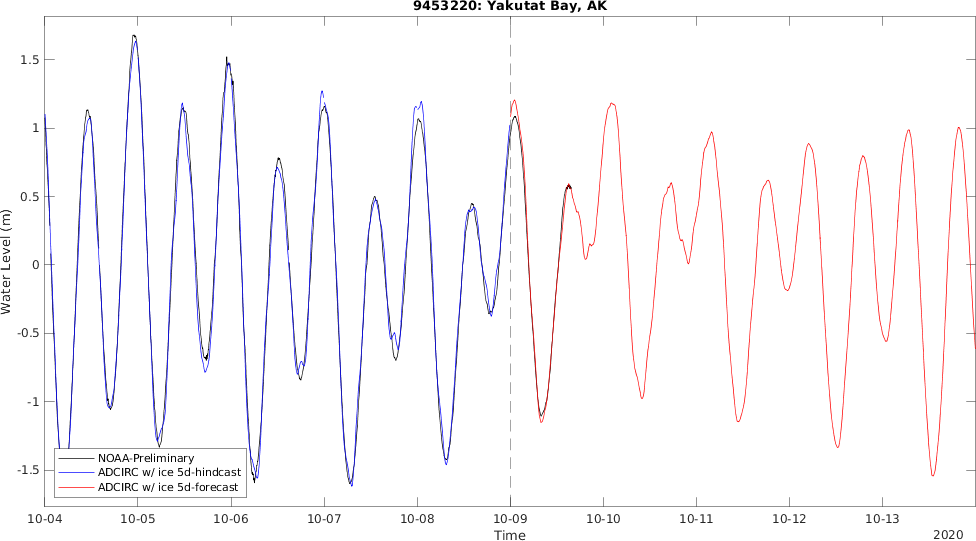 9453220: Yakutat Bay, AK
Water Level (m)
1.5
1
0.5
0
-0.5
-1
-1.5
NOAA-Preliminary
ADCIRC w/ ice 5d-hindcast
ADCIRC w/ ice 5d-forecast
10-04 10-05 10-06 10-07 10-08 10-09 10-10 10-11 10-12 10-13
Time
2020